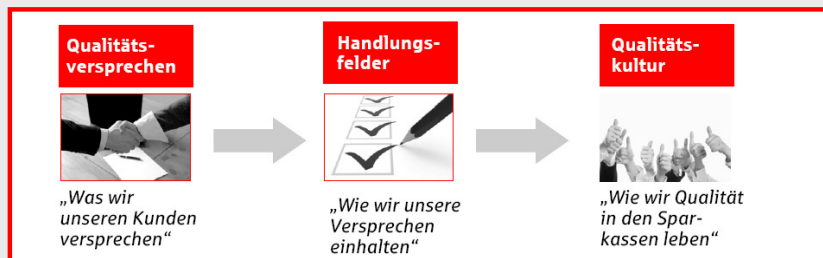 Qualitäts-
versprechen
„Was wir
unseren Kunden
versprechen“
Handlungs-
felder
„Wie wir unsere
Versprechen
einhalten“
Qualitäts-
kultur
„Wie wir Qualität
in den Spar-
kassen leben“